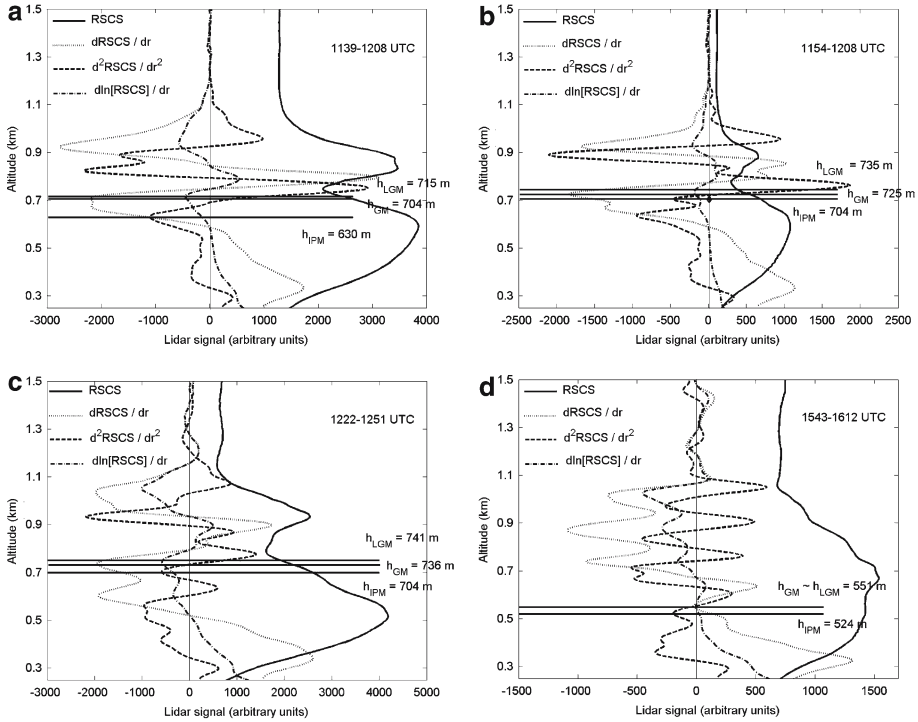 a
RSCS
dRSCS / dr
d²RSCS / dr²
dln[RSCS] / dr
1139-1208 UTC
1.5
1.3
1.1
0.9
0.7
0.5
0.3
Altitude (km)
h_LGM = 715 m
h_GM = 704 m
h_IPM = 630 m
-3000 -2000 -1000 0 1000 2000 3000 4000
Lidar signal (arbitrary units)
b
RSCS
dRSCS / dr
d²RSCS / dr²
dln[RSCS] / dr
1154-1208 UTC
1.5
1.3
1.1
0.9
0.7
0.5
0.3
Altitude (km)
h_LGM = 735 m
h_GM = 725 m
h_IPM = 704 m
-2500 -2000 -1500 -1000 -500 0 500 1000 1500 2000 2500
Lidar signal (arbitrary units)
c
RSCS
dRSCS / dr
d²RSCS / dr²
dln[RSCS] / dr
1222-1251 UTC
1.5
1.3
1.1
0.9
0.7
0.5
0.3
Altitude (km)
h_LGM = 741 m
h_GM = 736 m
h_IPM = 704 m
-3000 -2000 -1000 0 1000 2000 3000 4000 5000
Lidar signal (arbitrary units)
d
RSCS
dRSCS / dr
d²RSCS / dr²
dln[RSCS] / dr
1543-1612 UTC
1.5
1.3
1.1
0.9
0.7
0.5
0.3
Altitude (km)
h_GM ~ h_LGM = 551 m
h_IPM = 524 m
-1500 -1000 -500 0 500 1000 1500
Lidar signal (arbitrary units)